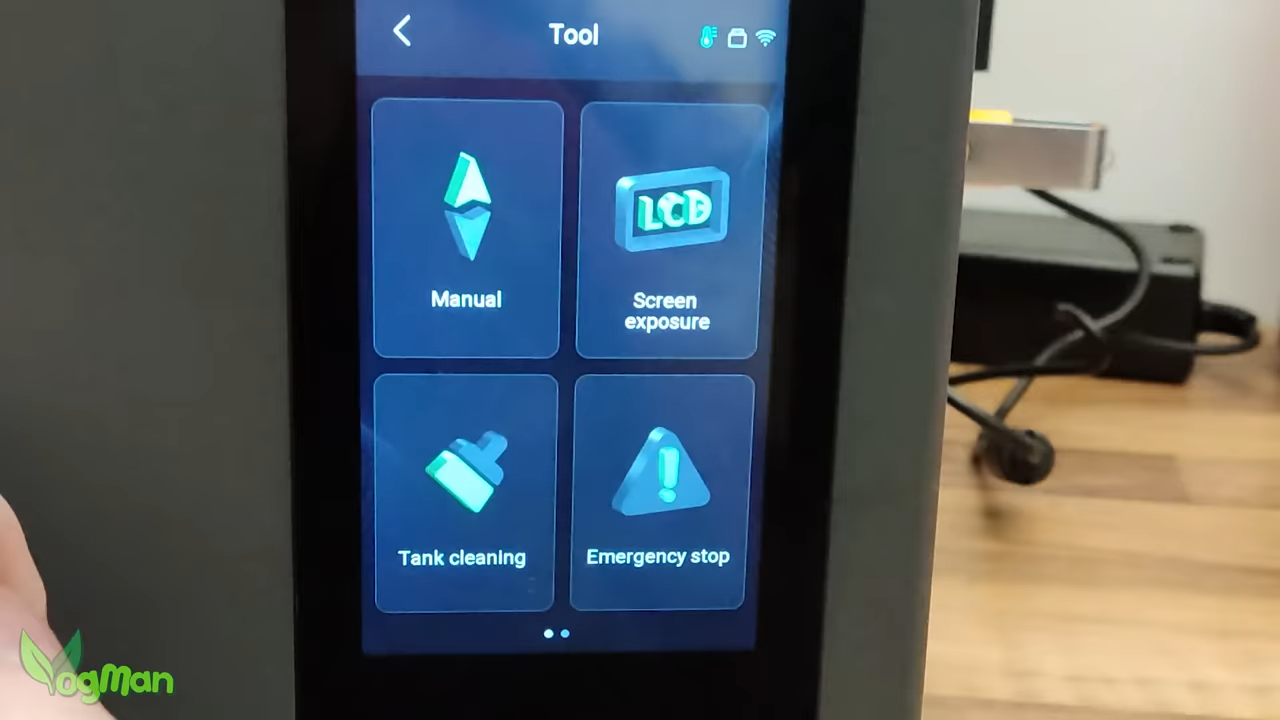 Tool
LCD
Manual
Screen
exposure
Tank cleaning
Emergency stop
YogMan